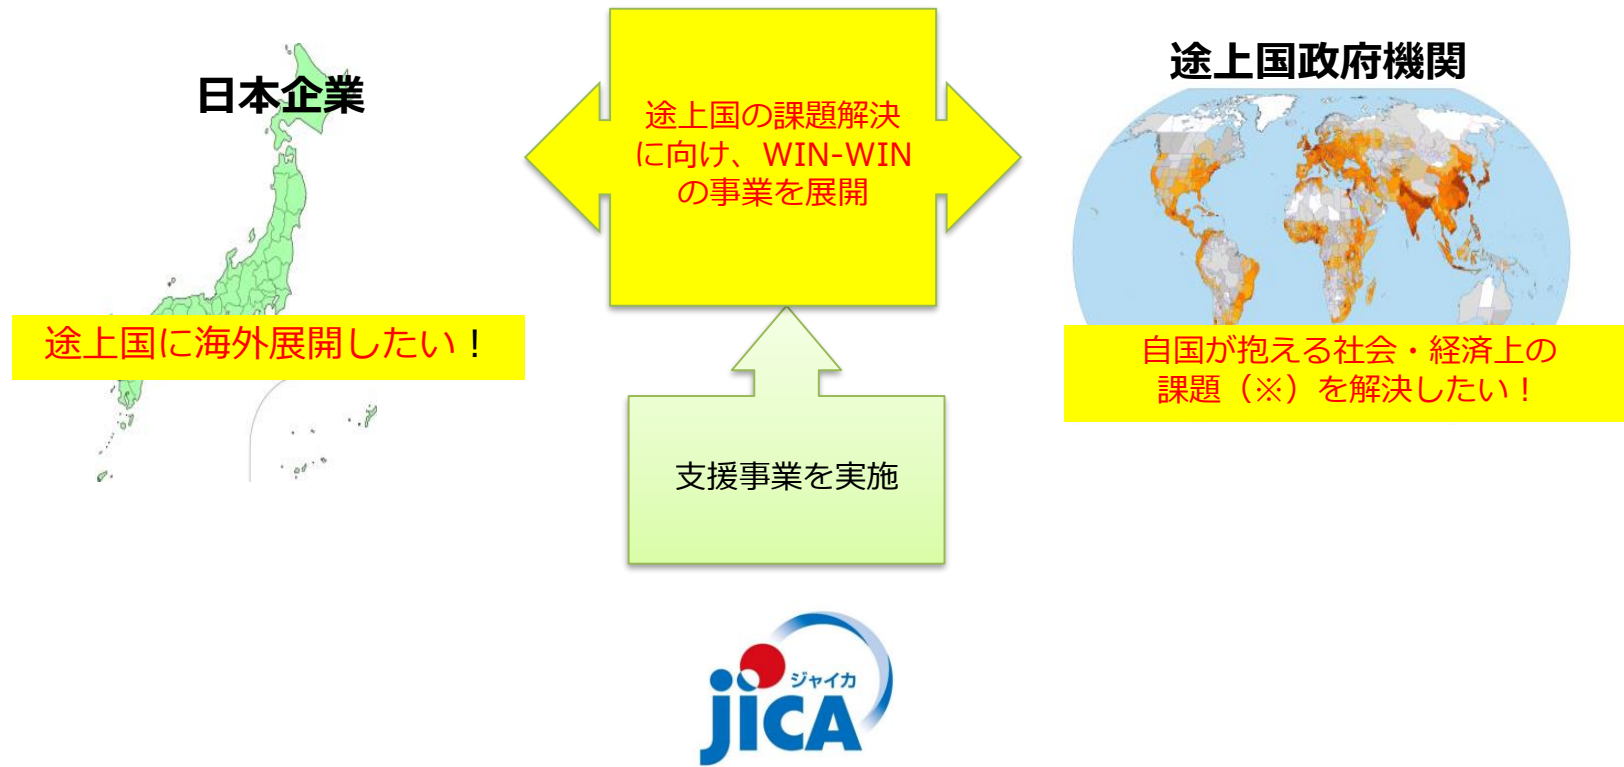 日本企業
途上国に海外展開したい！
途上国の課題解決
に向け、WIN-WIN
の事業を展開
途上国政府機関
自国が抱える社会・経済上の
課題（※）を解決したい！
支援事業を実施
ジャイカ
jICA